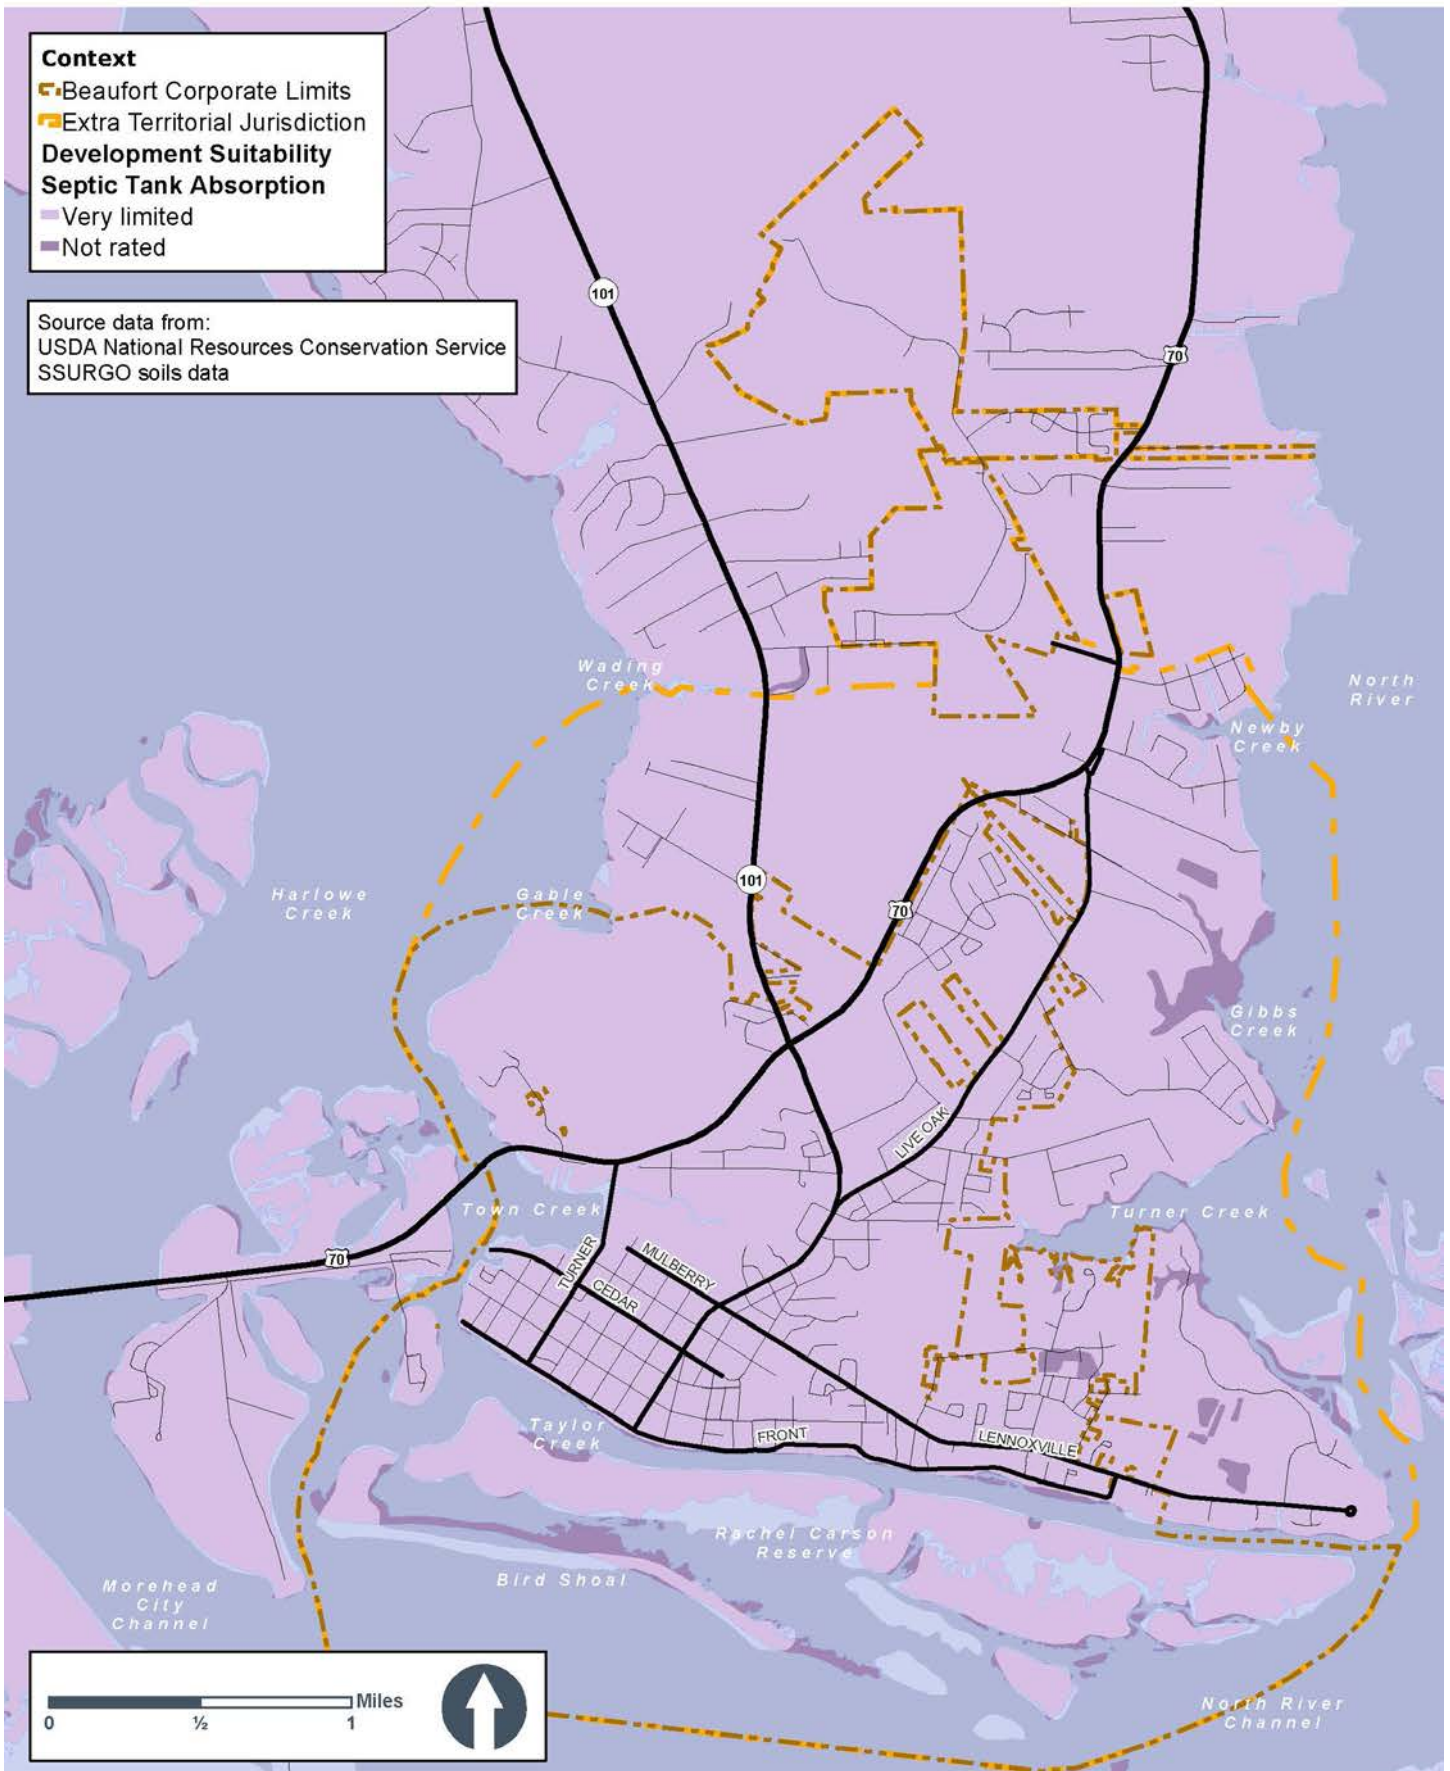 Context
Beaufort Corporate Limits
Extra Territorial Jurisdiction
Development Suitability
Septic Tank Absorption
Very limited
Not rated
Source data from:
USDA National Resources Conservation Service
SSURGO soils data
101
70
Wading
Creek
North
River
Newby
Creek
Harlowe
Creek
Gable
Creek
101
70
Gibbs
Creek
LIVE OAK
Town Creek
Turner Creek
70
TURNER
MULBERRY
CEDAR
Taylor
Creek
FRONT
LENNOXVILLE
Rachel Carson
Reserve
Bird Shoal
Morehead
City
Channel
North River
Channel
Miles
0 ½ 1